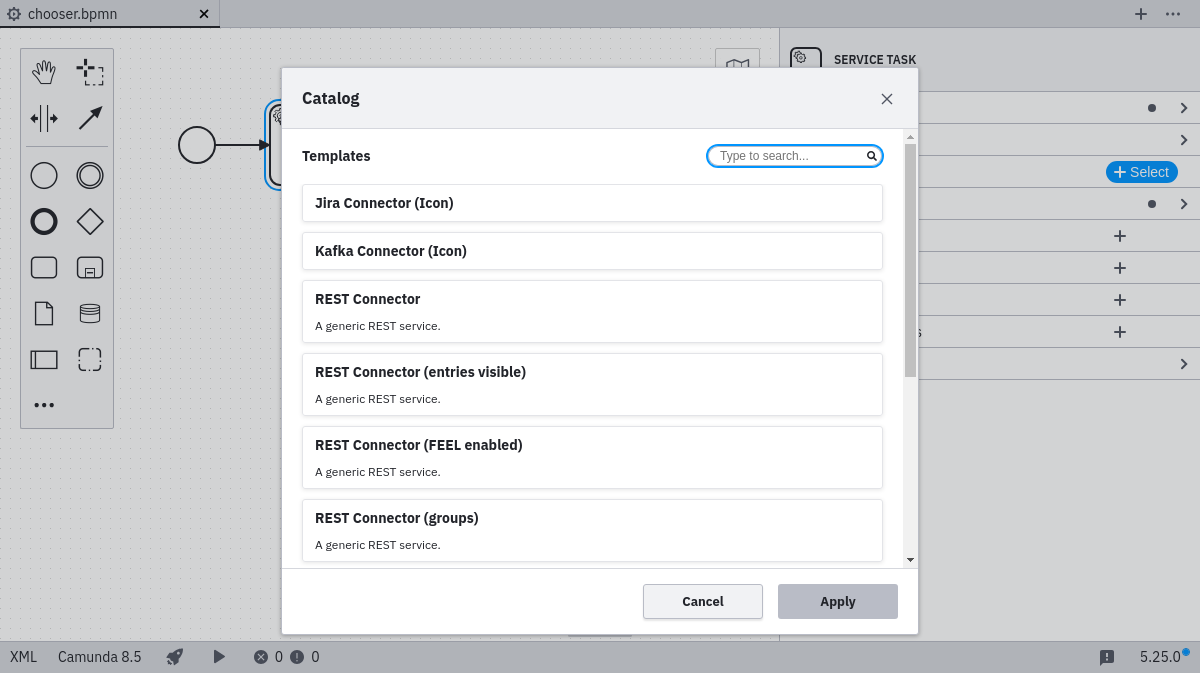 chooser.bpmn
SERVICE TASK
Catalog
Templates
Type to search...
Select
Jira Connector (Icon)
Kafka Connector (Icon)
REST Connector
A generic REST service.
REST Connector (entries visible)
A generic REST service.
REST Connector (FEEL enabled)
A generic REST service.
REST Connector (groups)
A generic REST service.
Cancel
Apply
XML
Camunda 8.5
0
0
5.25.0